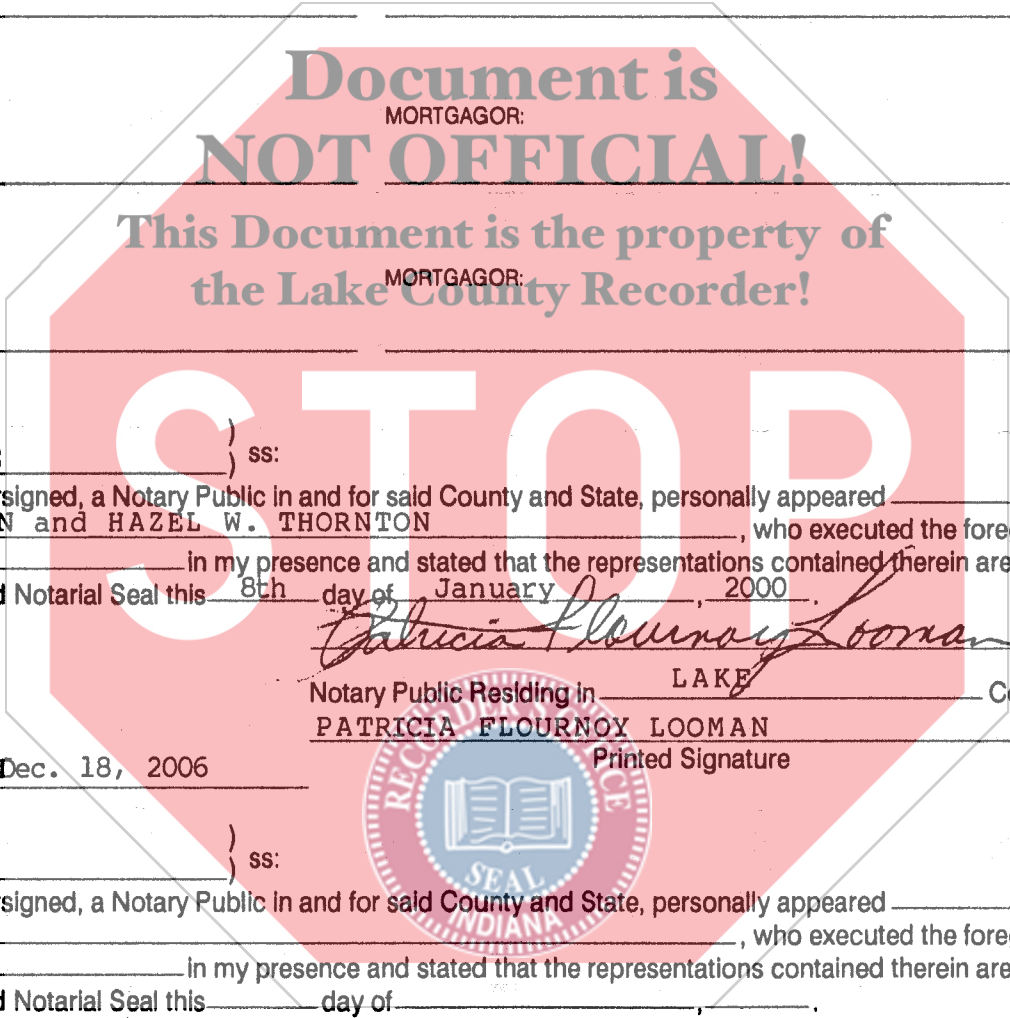 Document is
MORTGAGOR:
NOT OFFICIAL!
This Document is the property of
MORTGAGOR:
the Lake County Recorder!
STOP
) ss:
)
signed, a Notary Public in and for said County and State, personally appeared
N and HAZEL W. THORNTON , who executed the fore
in my presence and stated that the representations contained therein are
d Notarial Seal this 8th day of January , 2000 .
Patricia Flournoy Looman
Notary Public Residing in LAKE Co
PATRICIA FLOURNOY LOOMAN
Printed Signature
Dec. 18, 2006
RECORDER'S OFFICE
SEAL
INDIANA
) ss:
)
signed, a Notary Public in and for said County and State, personally appeared
, who executed the fore
in my presence and stated that the representations contained therein are
d Notarial Seal this day of , .